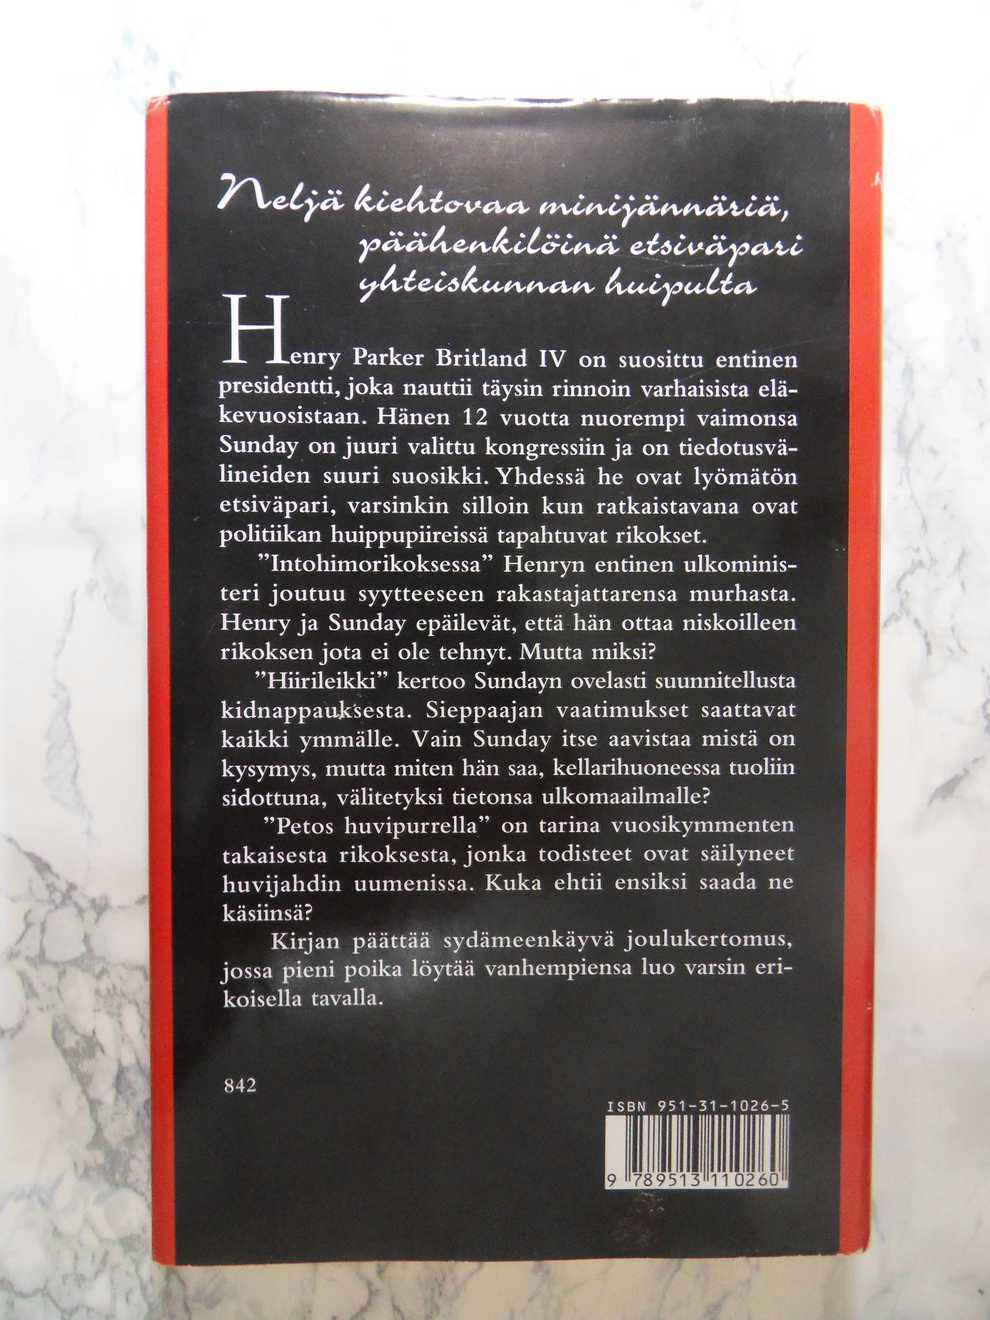 Neljä kiehtovaa minijännäriä,
päähenkilöinä etsiväpari
yhteiskunnan huipulta
Henry Parker Britland IV on suosittu entinen
presidentti, joka nauttii täysin rinnoin varhaisista elä-
kevuosistaan. Hänen 12 vuotta nuorempi vaimonsa
Sunday on juuri valittu kongressiin ja on tiedotusvä-
lineiden suuri suosikki. Yhdessä he ovat lyömätön
etsiväpari, varsinkin silloin kun ratkaistavana ovat
politiikan huippupiireissä tapahtuvat rikokset.
”Intohimorikoksessa” Henryn entinen ulkominis-
teri joutuu syytteeseen rakastajattarensa murhasta.
Henry ja Sunday epäilevät, että hän ottaa niskoilleen
rikoksen jota ei ole tehnyt. Mutta miksi?
”Hiirileikki” kertoo Sundayn ovelasti suunnitellusta
kidnappauksesta. Sieppaajan vaatimukset saattavat
kaikki ymmälle. Vain Sunday itse aavistaa mistä on
kysymys, mutta miten hän saa, kellarihuoneessa tuoliin
sidottuna, välitetyksi tietonsa ulkomaailmalle?
”Petos huvipurrella” on tarina vuosikymmenten
takaisesta rikoksesta, jonka todisteet ovat säilyneet
huvijahdin uumenissa. Kuka ehtii ensiksi saada ne
käsiinsä?
Kirjan päättää sydämeenkäyvä joulukertomus,
jossa pieni poika löytää vanhempiensa luo varsin eri-
koisella tavalla.
842
ISBN 951-31-1026-5
9 789513 110260